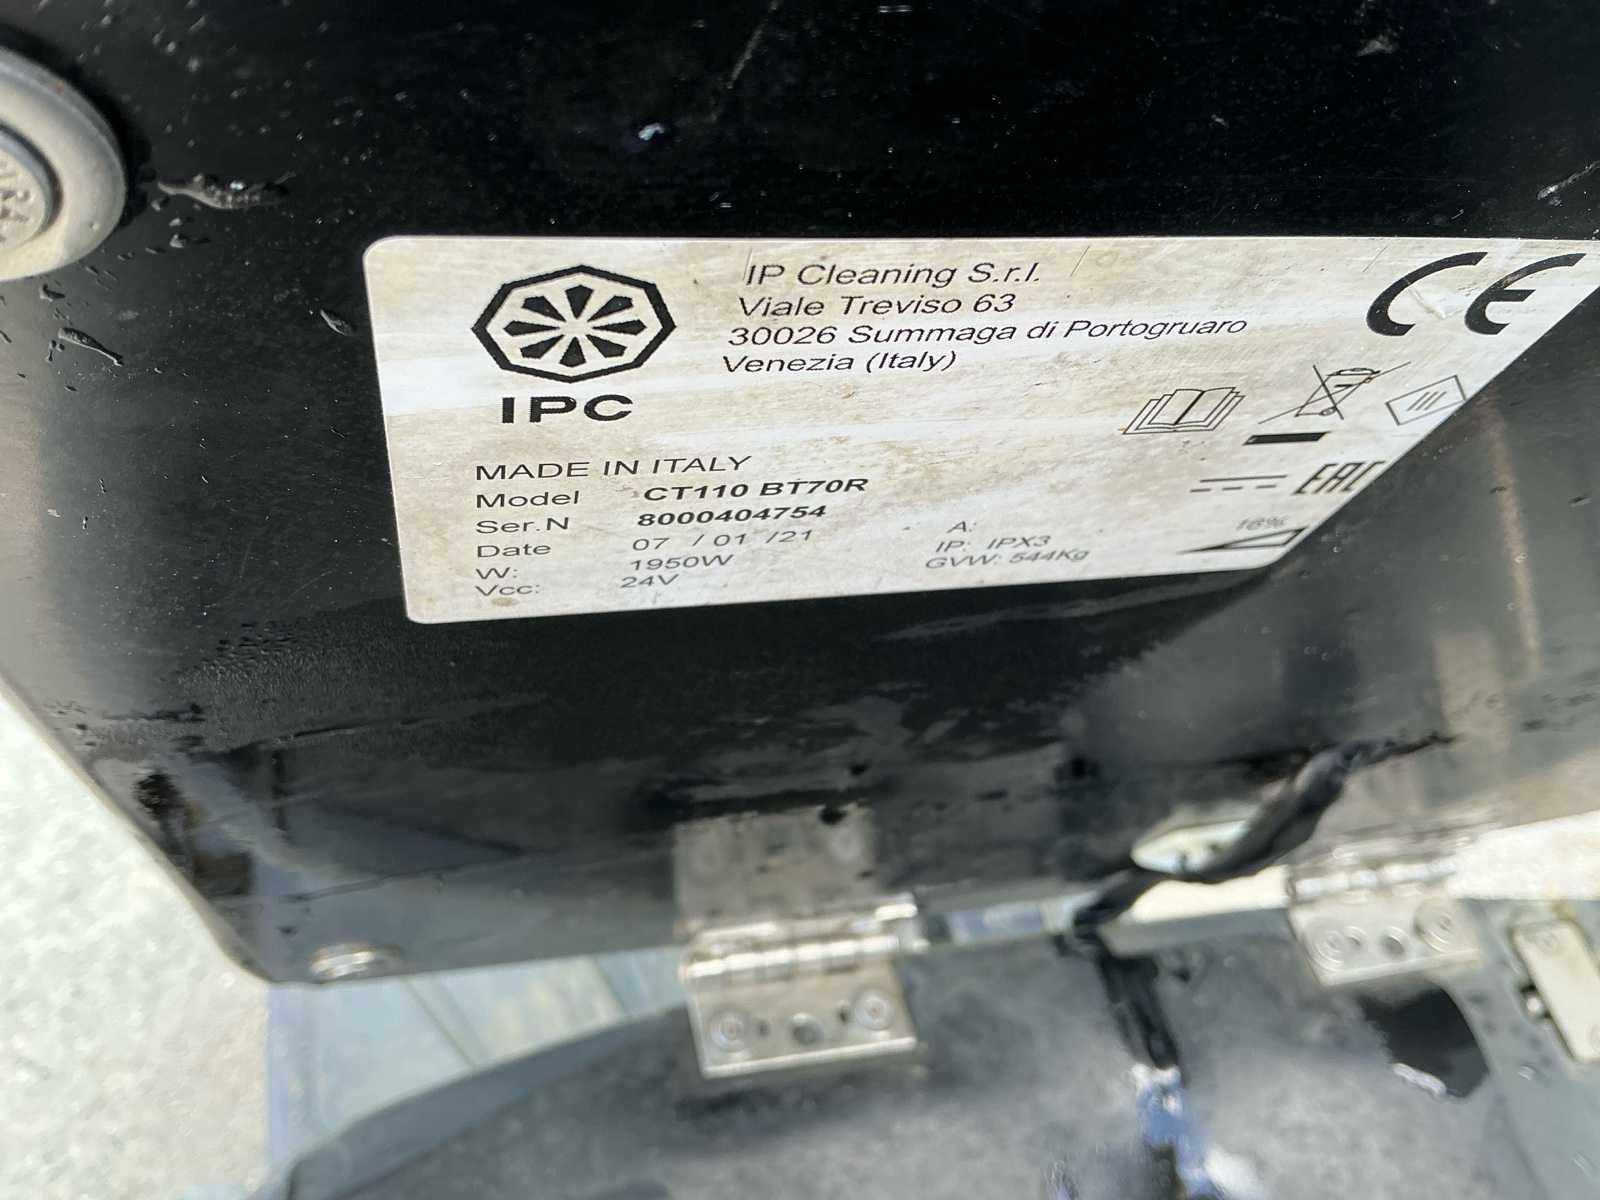 IP Cleaning S.r.l.
Viale Treviso 63
30026 Summaga di Portogruaro
Venezia (Italy)
CE
IPC
MADE IN ITALY
Model CT110 BT70R
Ser.N 8000404754
Date 07 / 01 /21
W: 1950W
Vcc: 24V
A:
IP: IPX3
GVW: 544Kg
EAC
16%